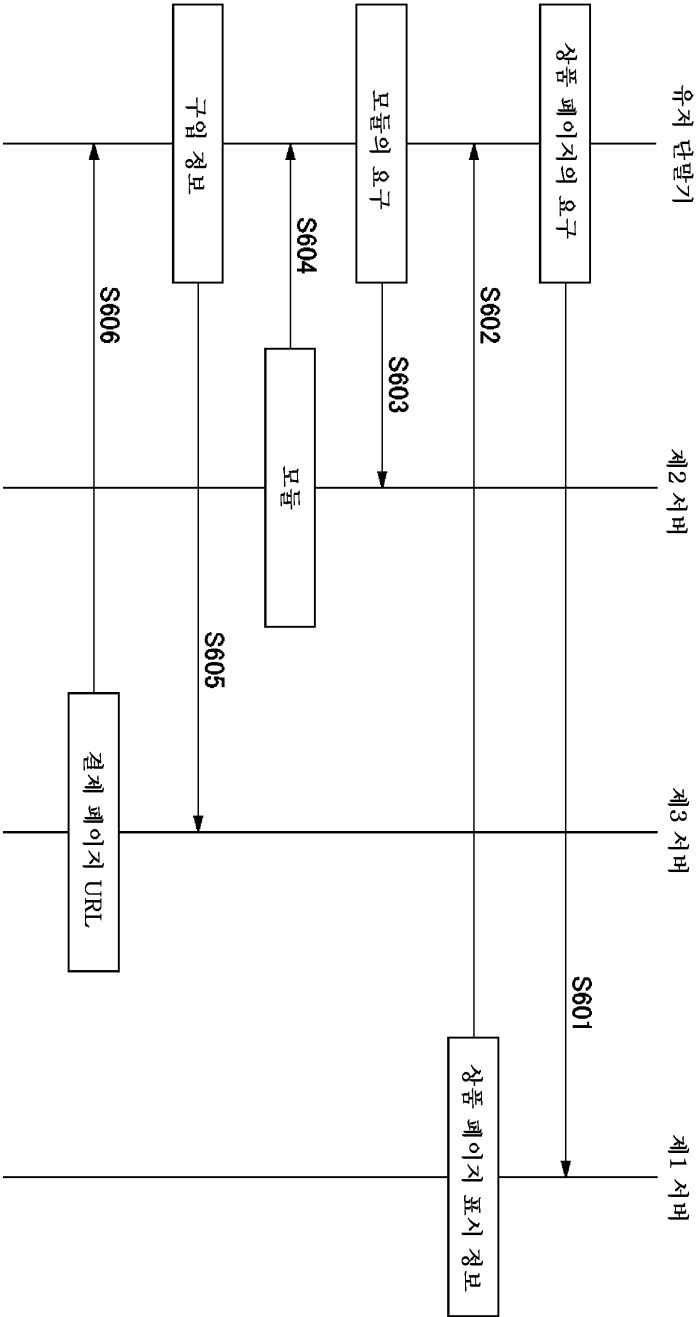 유저 단말기
제2 서버
제3 서버
제1 서버
상품 페이지의 요구
S601
S602
상품 페이지 표시 정보
모듈의 요구
S603
S604
모듈
구입 정보
S605
S606
결제 페이지 URL